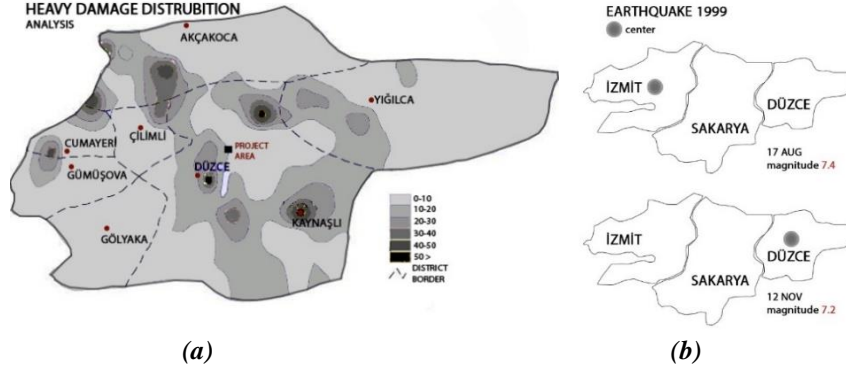 HEAVY DAMAGE DISTRUBITION
ANALYSIS
AKÇAKOCA
YIĞILCA
ÇİLİMLİ
CUMAYERİ
GÜMÜŞOVA
PROJECT
AREA
DÜZCE
KAYNAŞLI
GÖLYAKA
0-10
10-20
20-30
30-40
40-50
50 >
DISTRICT
BORDER
(a)
EARTHQUAKE 1999
center
İZMİT
SAKARYA
DÜZCE
17 AUG
magnitude 7.4
İZMİT
SAKARYA
DÜZCE
12 NOV
magnitude 7.2
(b)